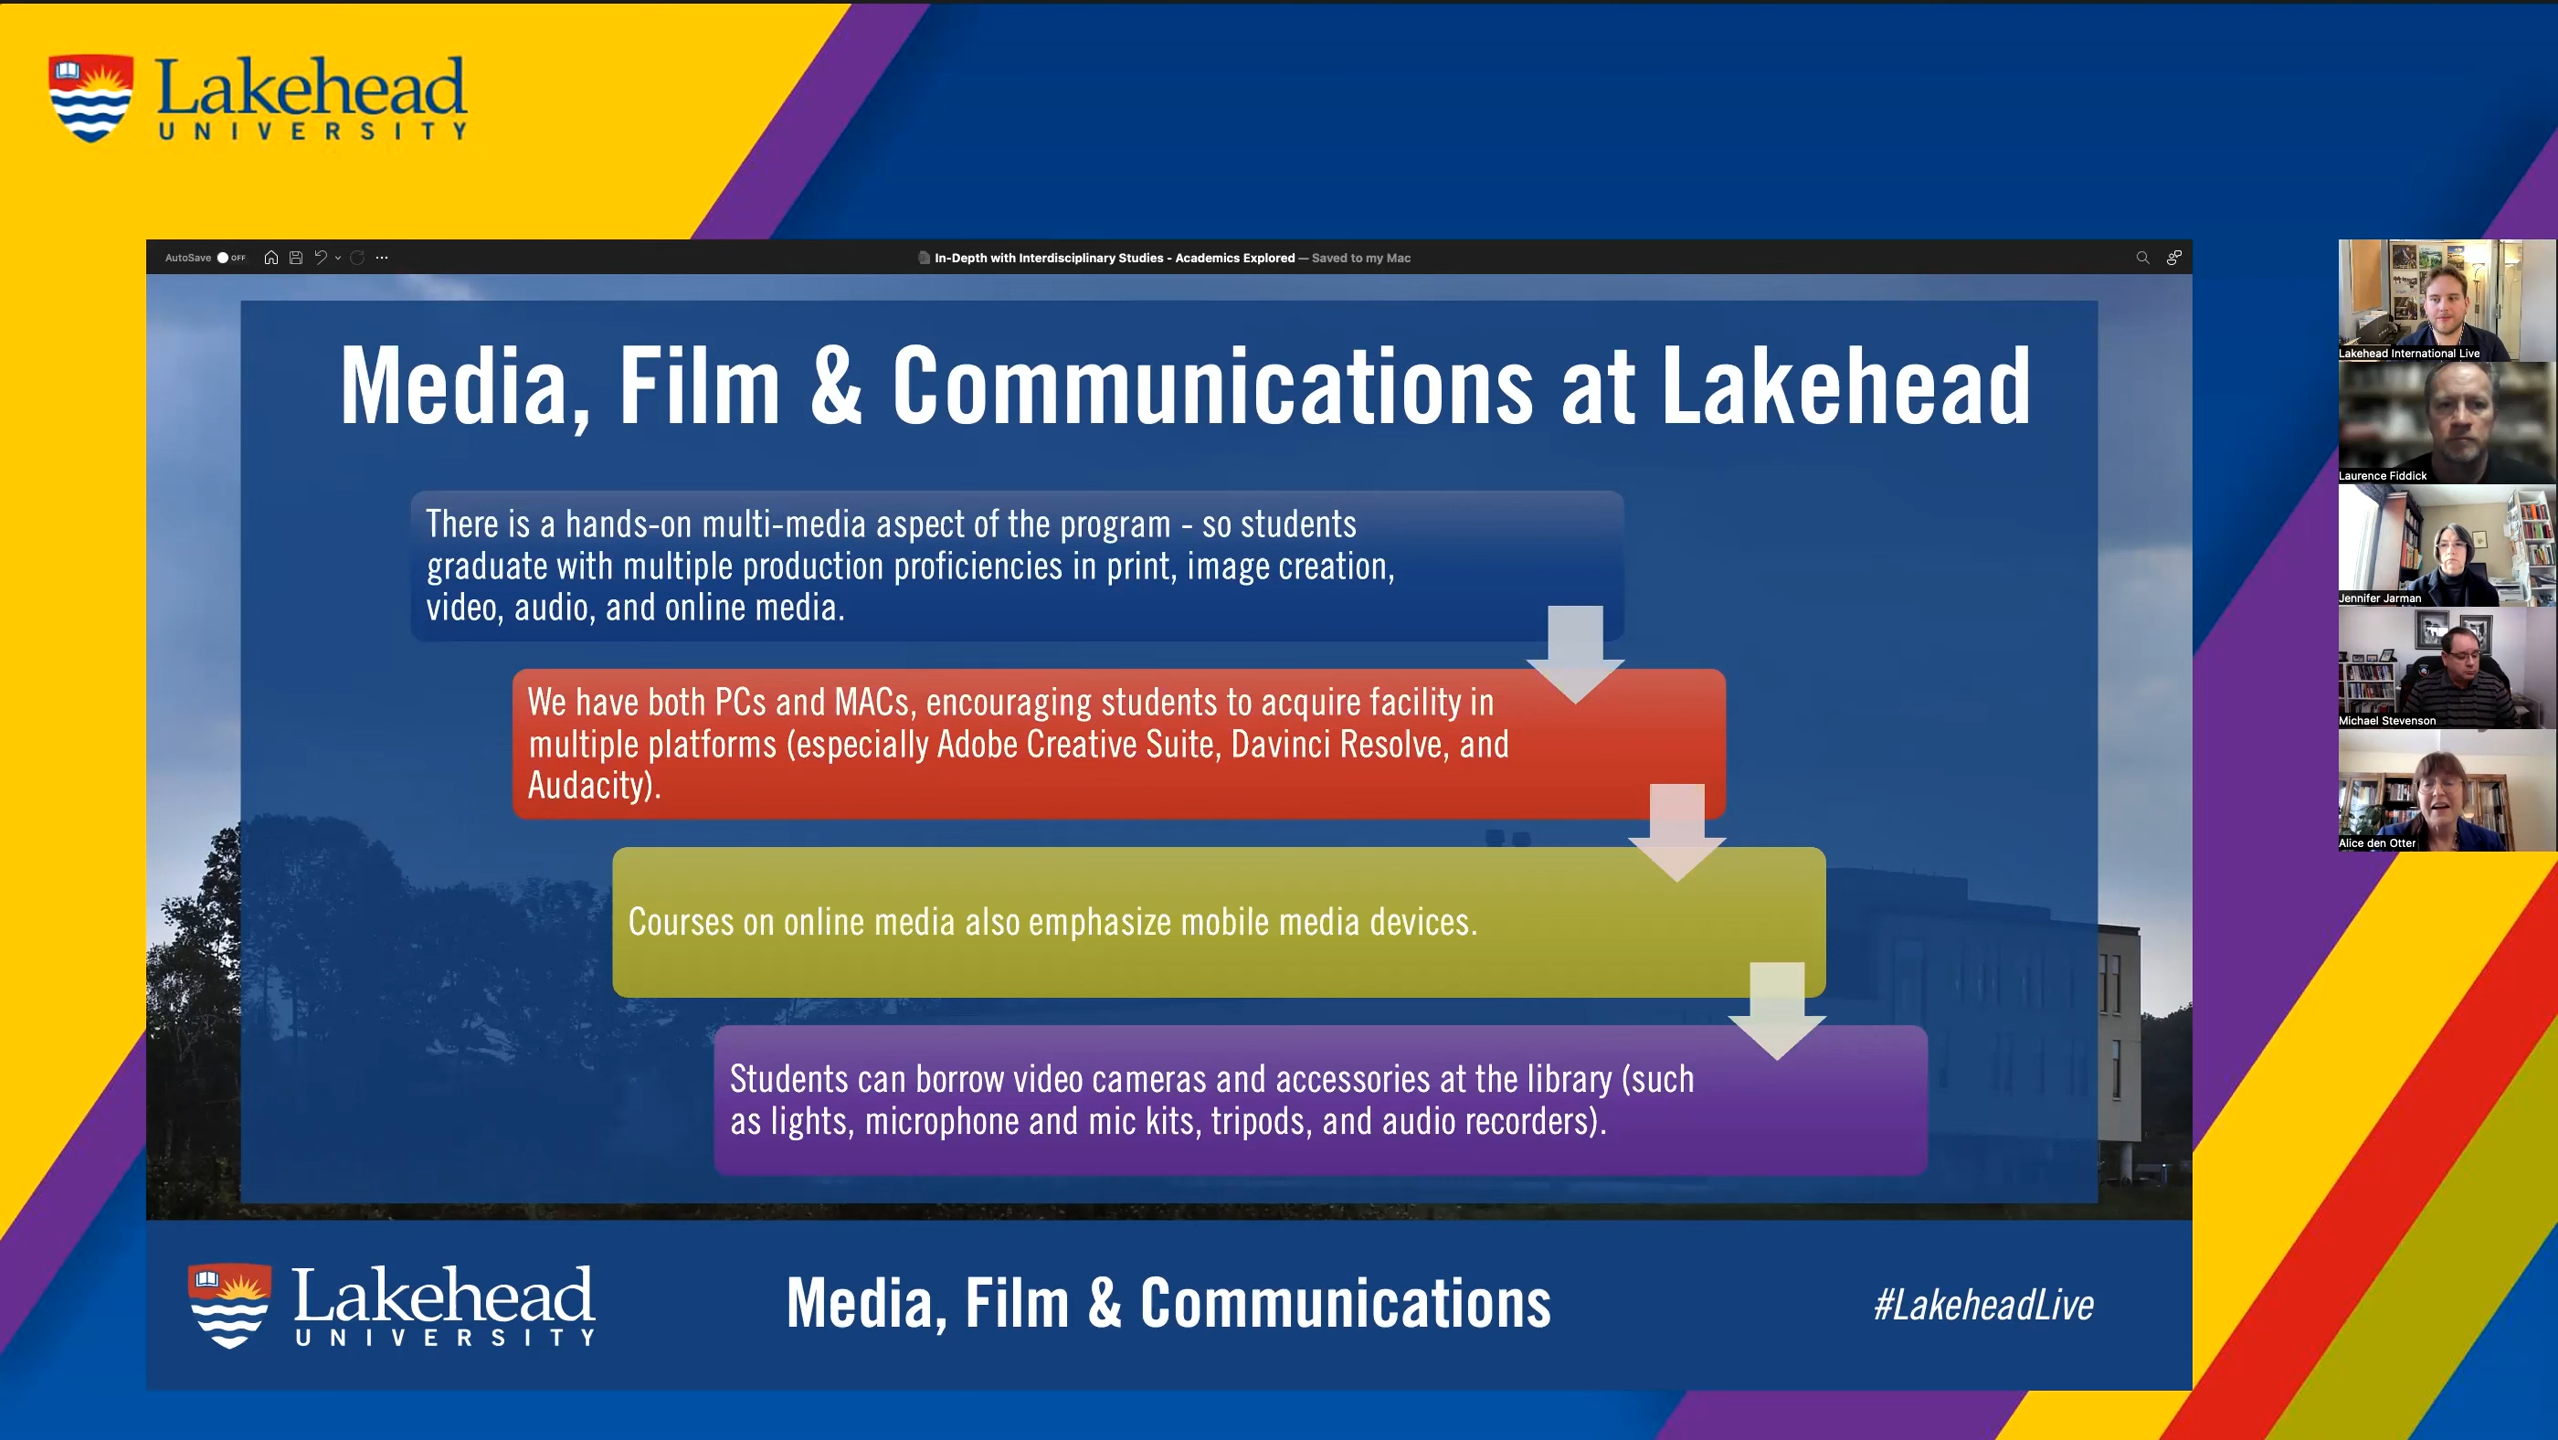 Lakehead
UNIVERSITY
AutoSave OFF
In-Depth with Interdisciplinary Studies - Academics Explored — Saved to my Mac
Media, Film & Communications at Lakehead
There is a hands-on multi-media aspect of the program - so students
graduate with multiple production proficiencies in print, image creation,
video, audio, and online media.
We have both PCs and MACs, encouraging students to acquire facility in
multiple platforms (especially Adobe Creative Suite, Davinci Resolve, and
Audacity).
Courses on online media also emphasize mobile media devices.
Students can borrow video cameras and accessories at the library (such
as lights, microphone and mic kits, tripods, and audio recorders).
Lakehead
UNIVERSITY
Media, Film & Communications
#LakeheadLive
Lakehead International Live
Laurence Fiddick
Jennifer Jarman
Michael Stevenson
Alice den Otter